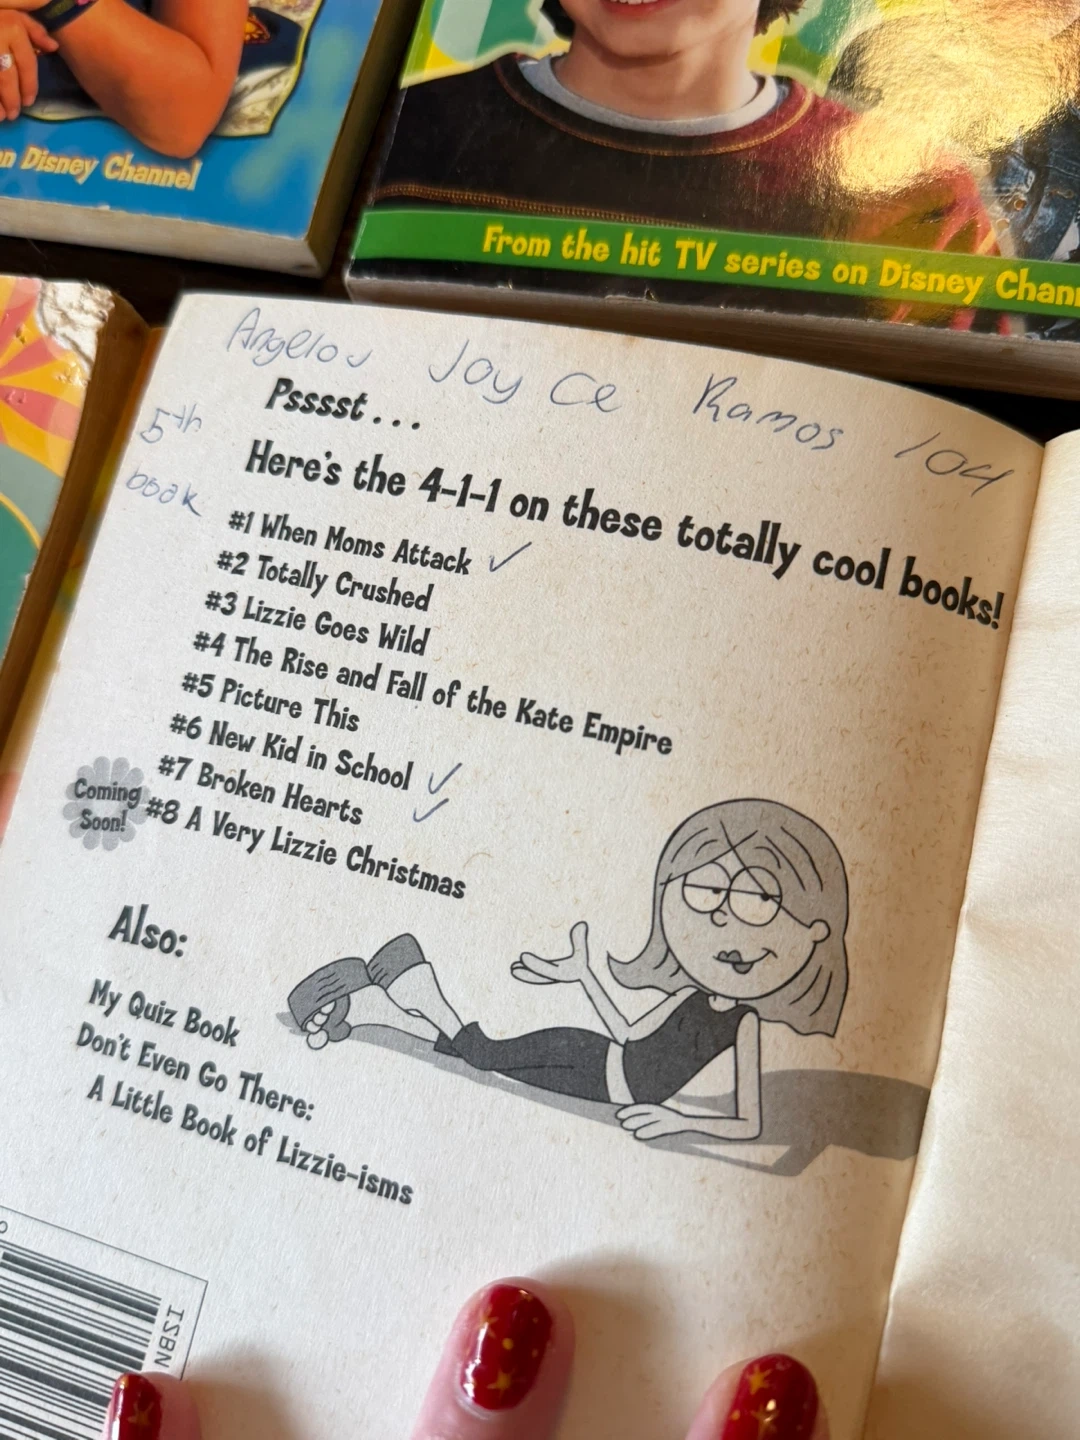 on Disney Channel
From the hit TV series on Disney Chann
Angelou Joyce Ramos 104
5th
book
Psssst...
Here's the 4-1-1 on these totally cool books!
#1 When Moms Attack ✓
#2 Totally Crushed
#3 Lizzie Goes Wild
#4 The Rise and Fall of the Kate Empire
#5 Picture This
#6 New Kid in School ✓
#7 Broken Hearts ✓
Coming
Soon!
#8 A Very Lizzie Christmas
Also:
My Quiz Book
Don't Even Go There:
A Little Book of Lizzie-isms
ISBN